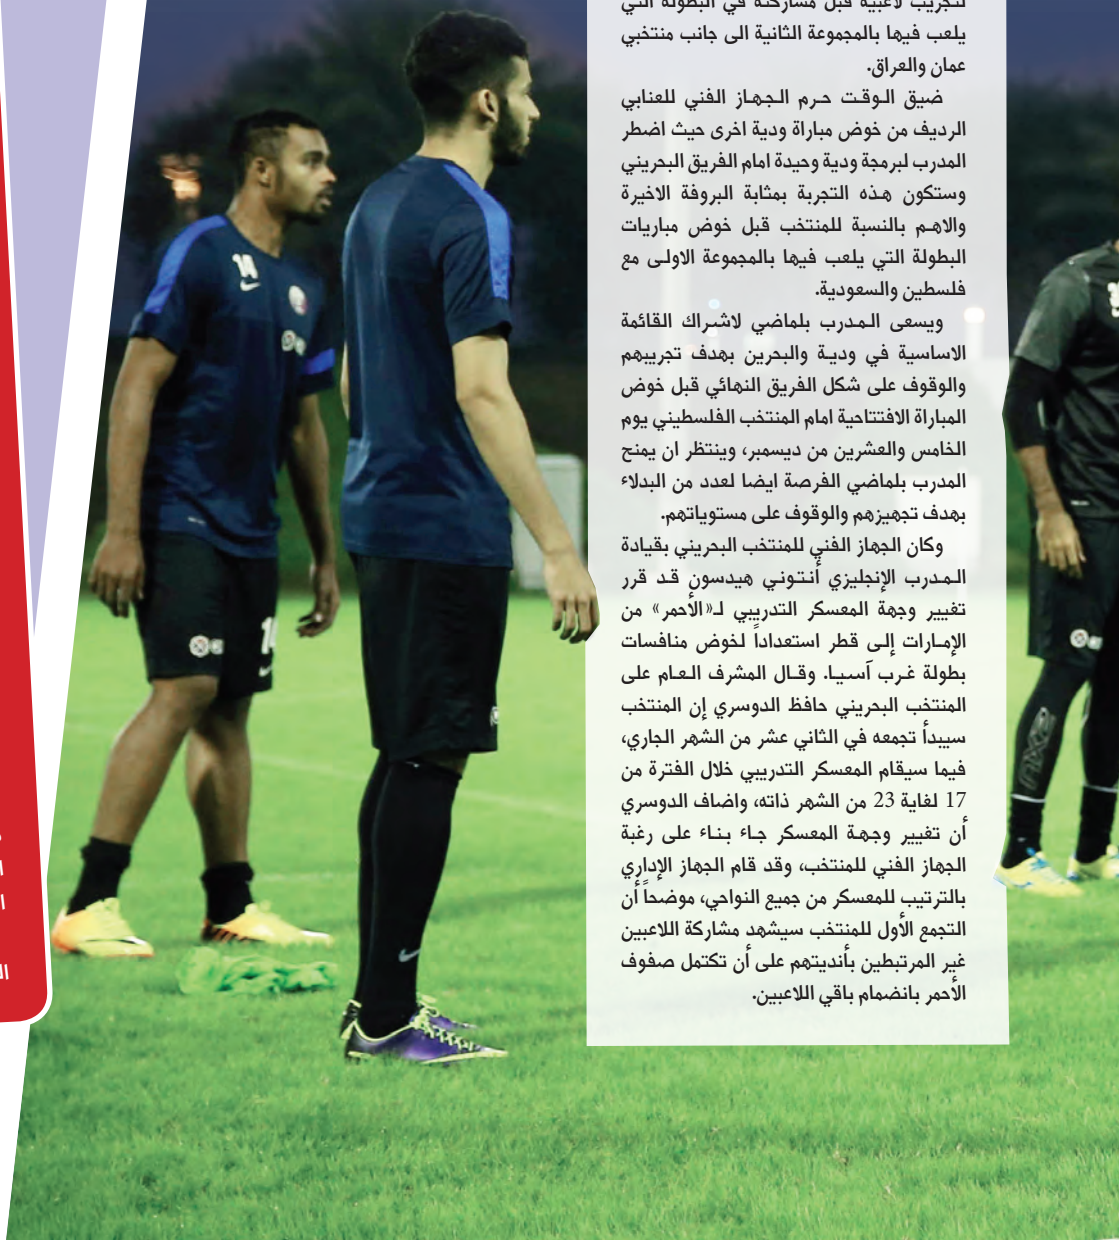 لتجريب لاعبيه قبل مشاركته في البطولة التي
يلعب فيها بالمجموعة الثانية الى جانب منتخبي
عمان والعراق.
ضيق الوقت حرم الجهاز الفني للعنابي
الرديف من خوض مباراة ودية اخرى حيث اضطر
المدرب لبرمجة ودية وحيدة امام الفريق البحريني
وستكون هذه التجربة بمثابة البروفة الاخيرة
والاهم بالنسبة للمنتخب قبل خوض مباريات
البطولة التي يلعب فيها بالمجموعة الاولى مع
فلسطين والسعودية.
ويسعى المدرب بلماضي لاشراك القائمة
الاساسية في ودية والبحرين بهدف تجريبهم
والوقوف على شكل الفريق النهائي قبل خوض
المباراة الافتتاحية امام المنتخب الفلسطيني يوم
الخامس والعشرين من ديسمبر، وينتظر ان يمنح
المدرب بلماضي الفرصة ايضا لعدد من البدلاء
بهدف تجهيزهم والوقوف على مستوياتهم.
وكان الجهاز الفني للمنتخب البحريني بقيادة
المدرب الإنجليزي أنتوني هيدسون قد قرر
تغيير وجهة المعسكر التدريبي لـ«الأحمر» من
الإمارات إلى قطر استعداداً لخوض منافسات
بطولة غرب آسيا. وقال المشرف العام على
المنتخب البحريني حافظ الدوسري إن المنتخب
سيبدأ تجمعه في الثاني عشر من الشهر الجاري،
فيما سيقام المعسكر التدريبي خلال الفترة من
17 لغاية 23 من الشهر ذاته، واضاف الدوسري
أن تغيير وجهة المعسكر جاء بناء على رغبة
الجهاز الفني للمنتخب، وقد قام الجهاز الإداري
بالترتيب للمعسكر من جميع النواحي، موضحاً أن
التجمع الأول للمنتخب سيشهد مشاركة اللاعبين
غير المرتبطين بأنديتهم على أن تكتمل صفوف
الأحمر بانضمام باقي اللاعبين.
14